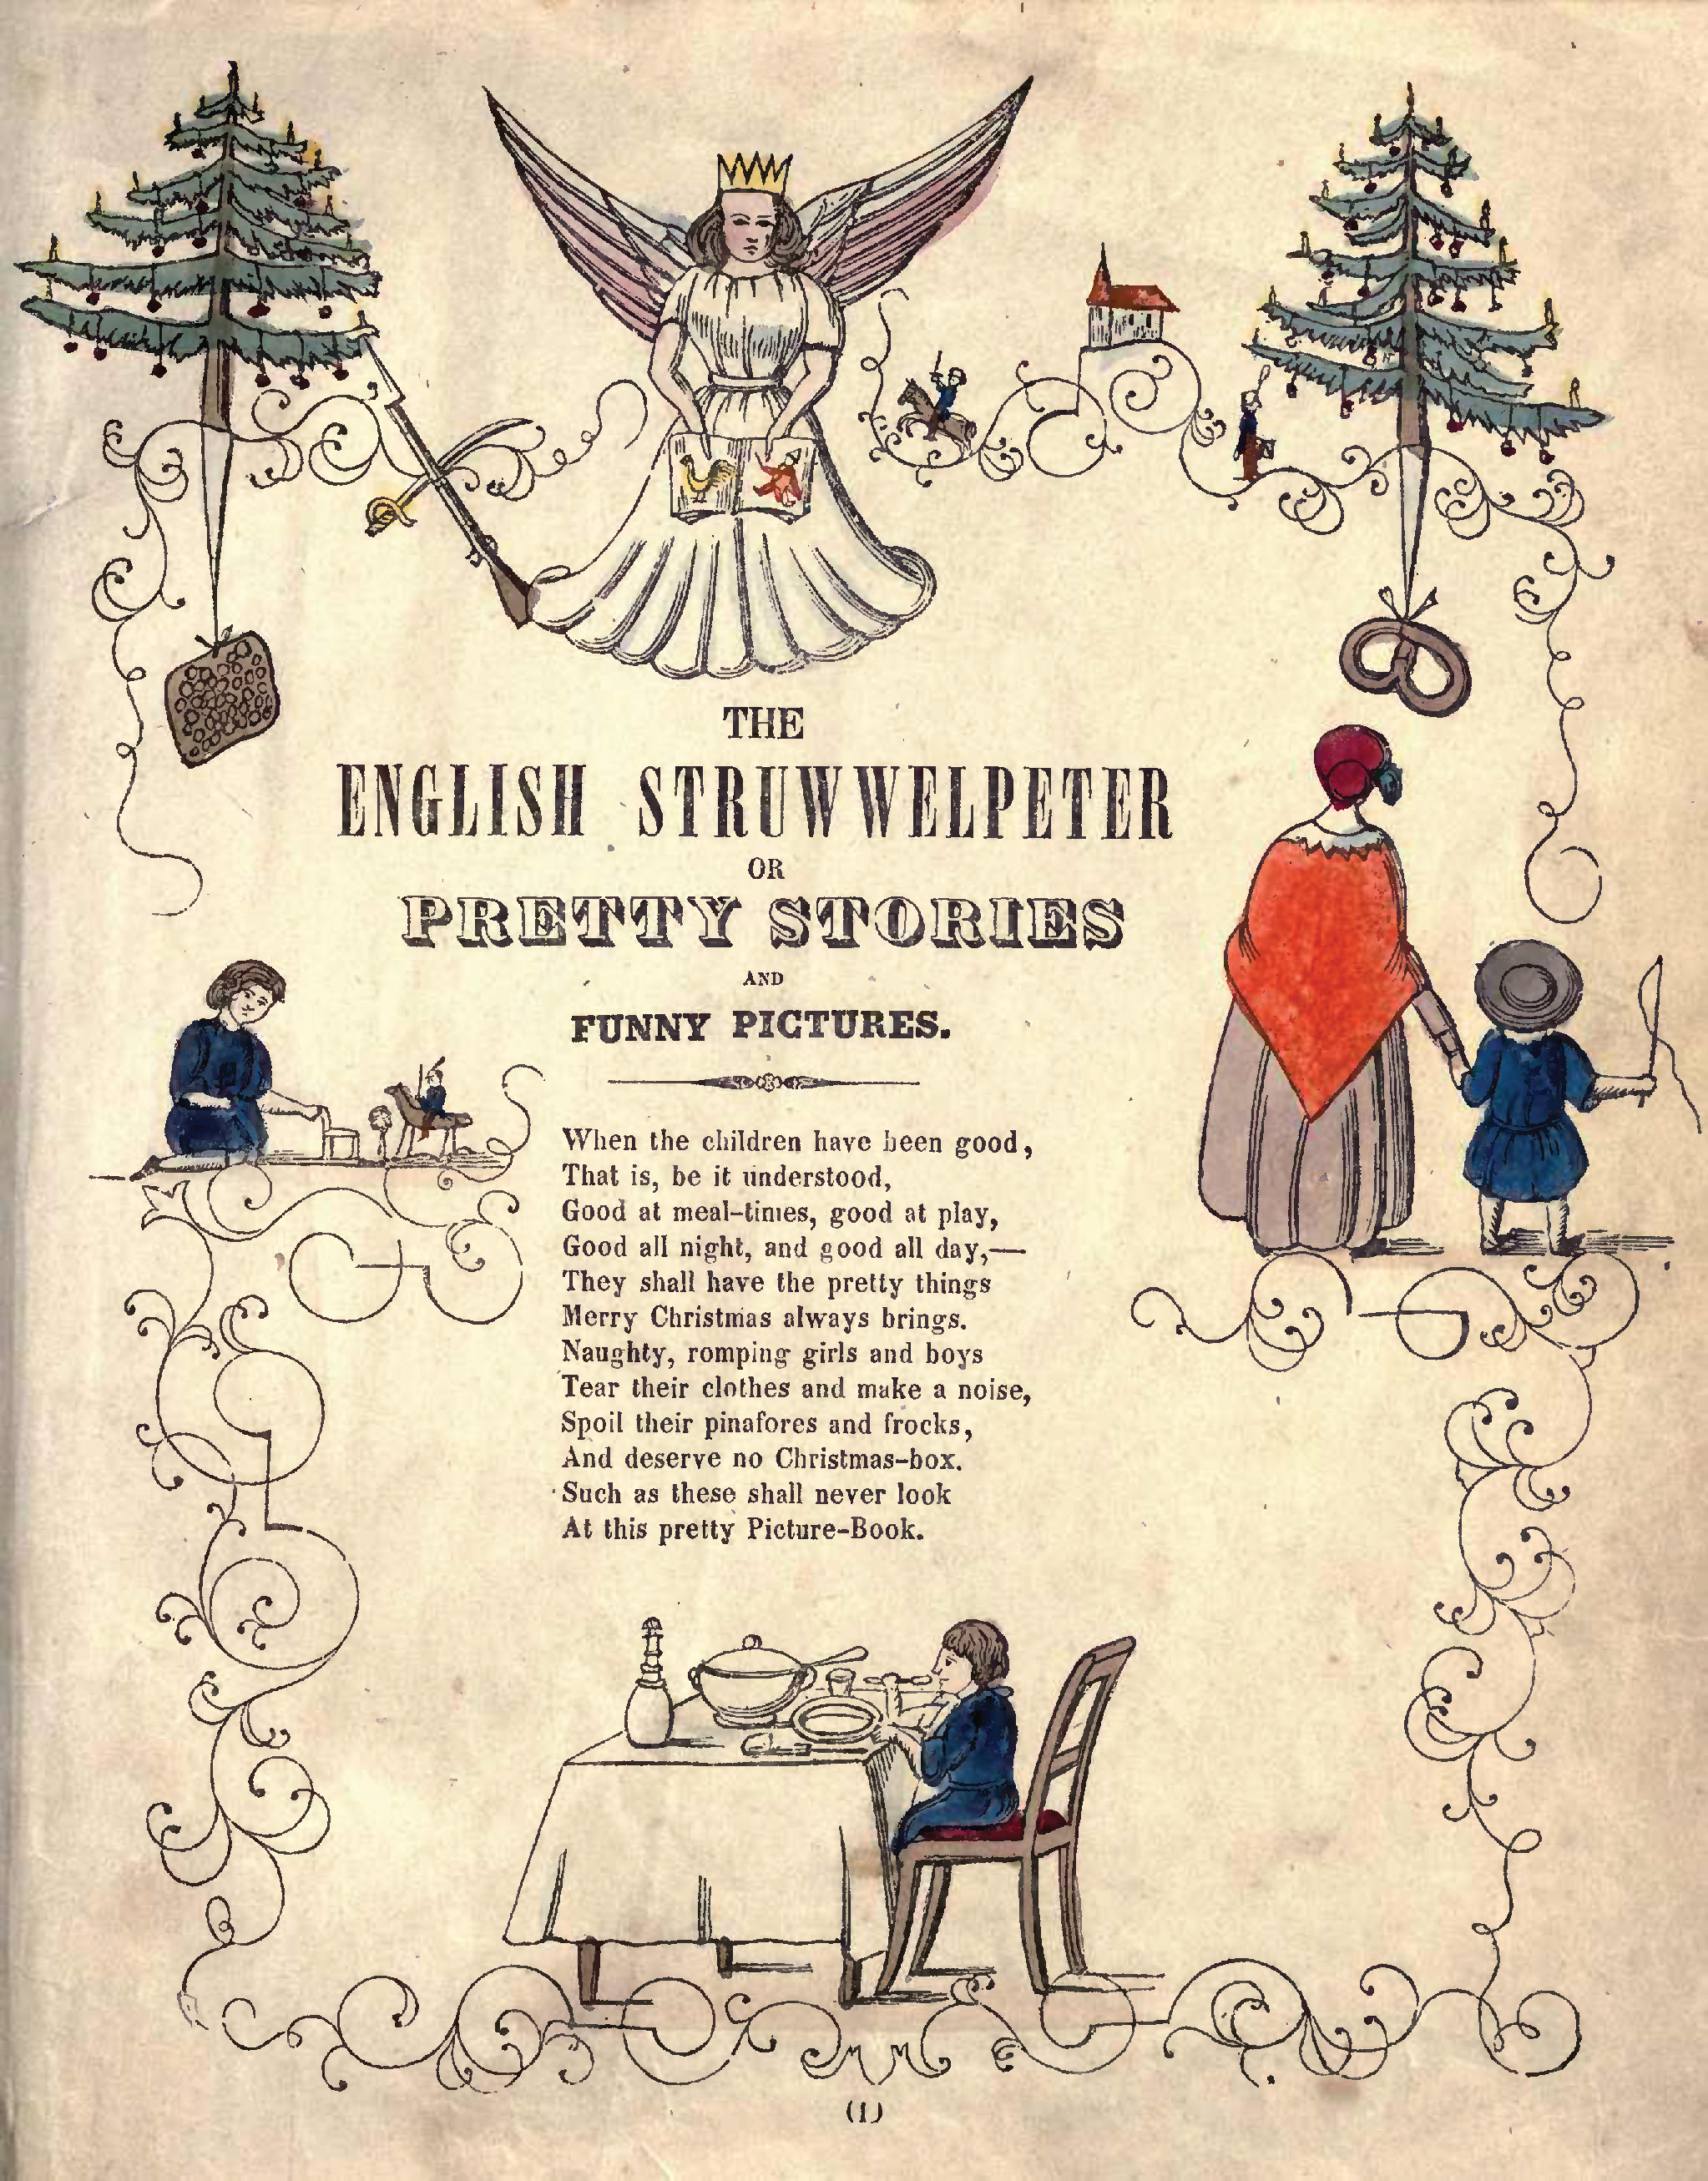 THE
ENGLISH STRUWWELPETER
OR
PRETTY STORIES
AND
FUNNY PICTURES.
When the children have been good,
That is, be it understood,
Good at meal-times, good at play,
Good all night, and good all day,—
They shall have the pretty things
Merry Christmas always brings.
Naughty, romping girls and boys
Tear their clothes and make a noise,
Spoil their pinafores and frocks,
And deserve no Christmas-box.
Such as these shall never look
At this pretty Picture-Book.
(1)